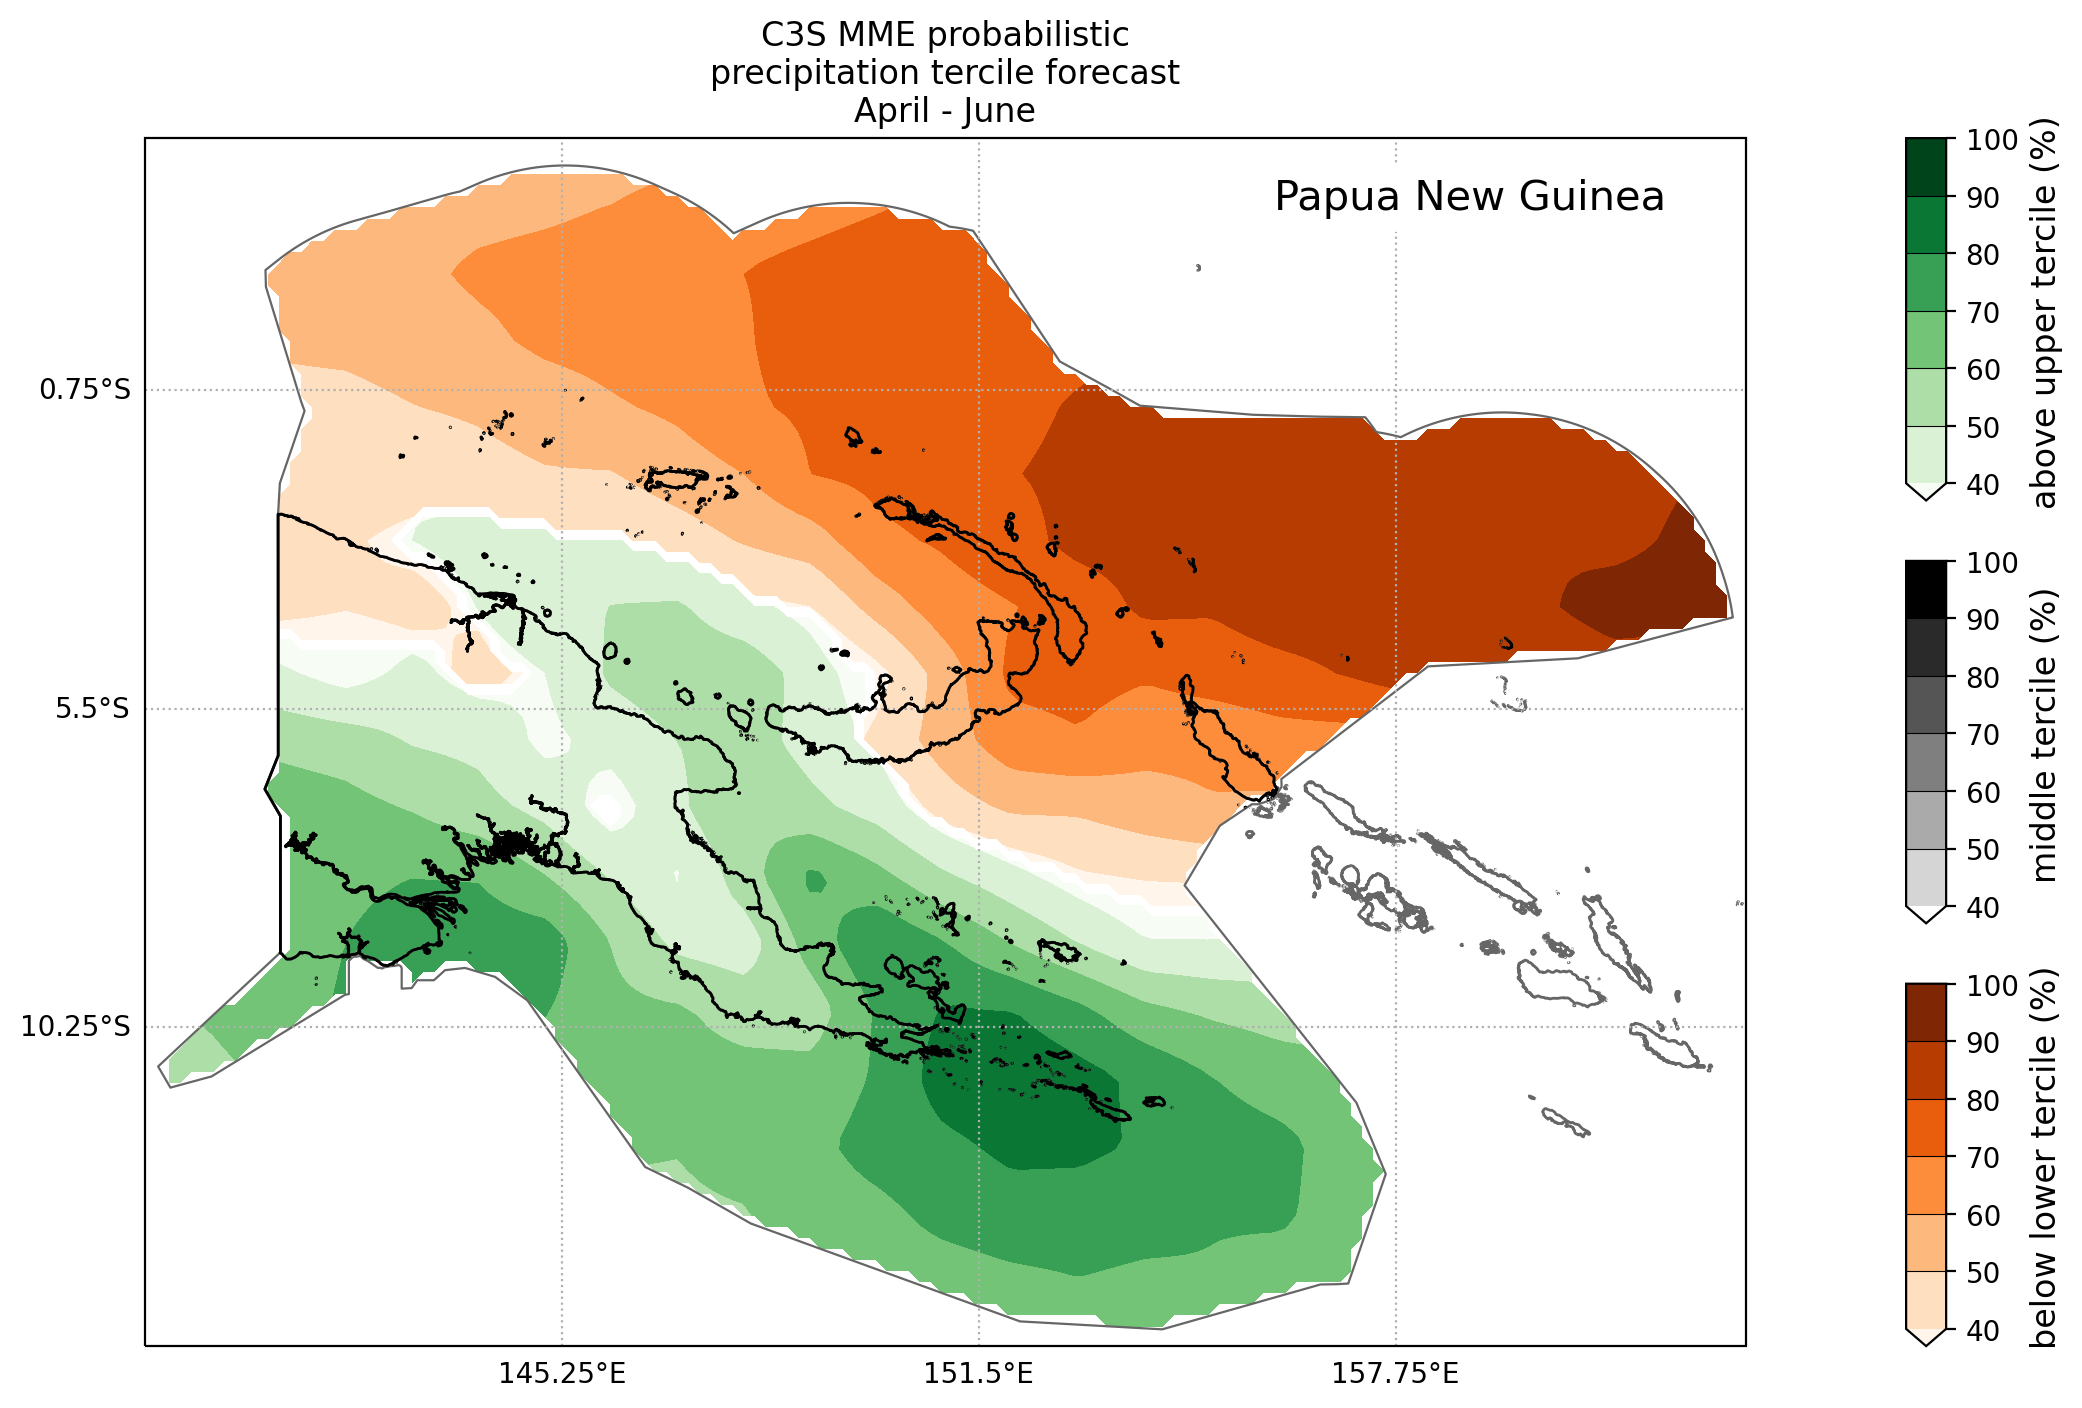 C3S MME probabilistic
precipitation tercile forecast
April - June
Papua New Guinea
0.75°S
5.5°S
10.25°S
145.25°E
151.5°E
157.75°E
100
90
80
70
60
50
40
above upper tercile (%)
100
90
80
70
60
50
40
middle tercile (%)
100
90
80
70
60
50
40
below lower tercile (%)